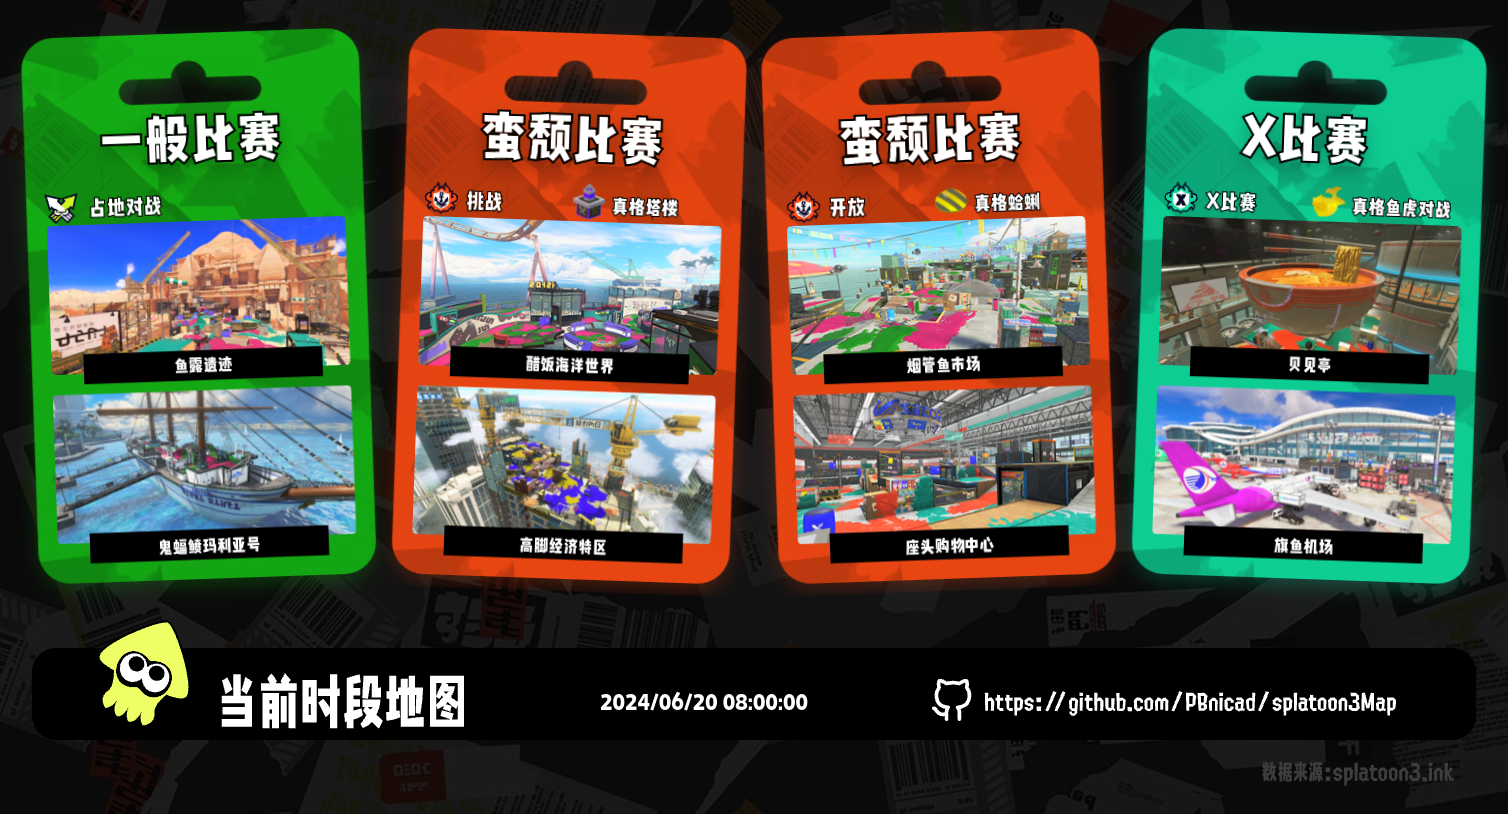 一般比赛
占地对战
鱼露遗迹
鬼蝠鲼玛利亚号
蛮颓比赛
挑战
真格塔楼
醋饭海洋世界
高脚经济特区
蛮颓比赛
开放
真格蛤蜊
烟管鱼市场
座头购物中心
X比赛
X比赛
真格鱼虎对战
贝见亭
旗鱼机场
当前时段地图
2024/06/20 08:00:00
https://github.com/PBnicad/splatoon3Map
数据来源:splatoon3.ink